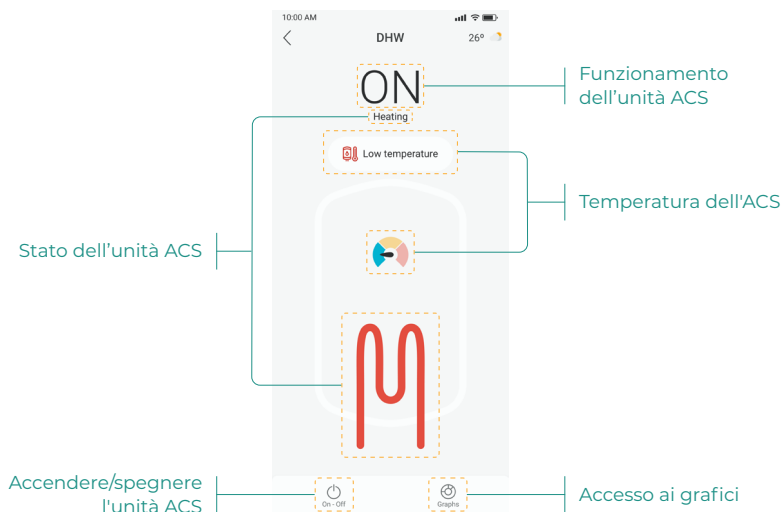 10:00 AM
DHW
26º
ON
Heating
Low temperature
Funzionamento
dell’unità ACS
Temperatura dell'ACS
Stato dell’unità ACS
Accendere/spegnere
l'unità ACS
On - Off
Graphs
Accesso ai grafici